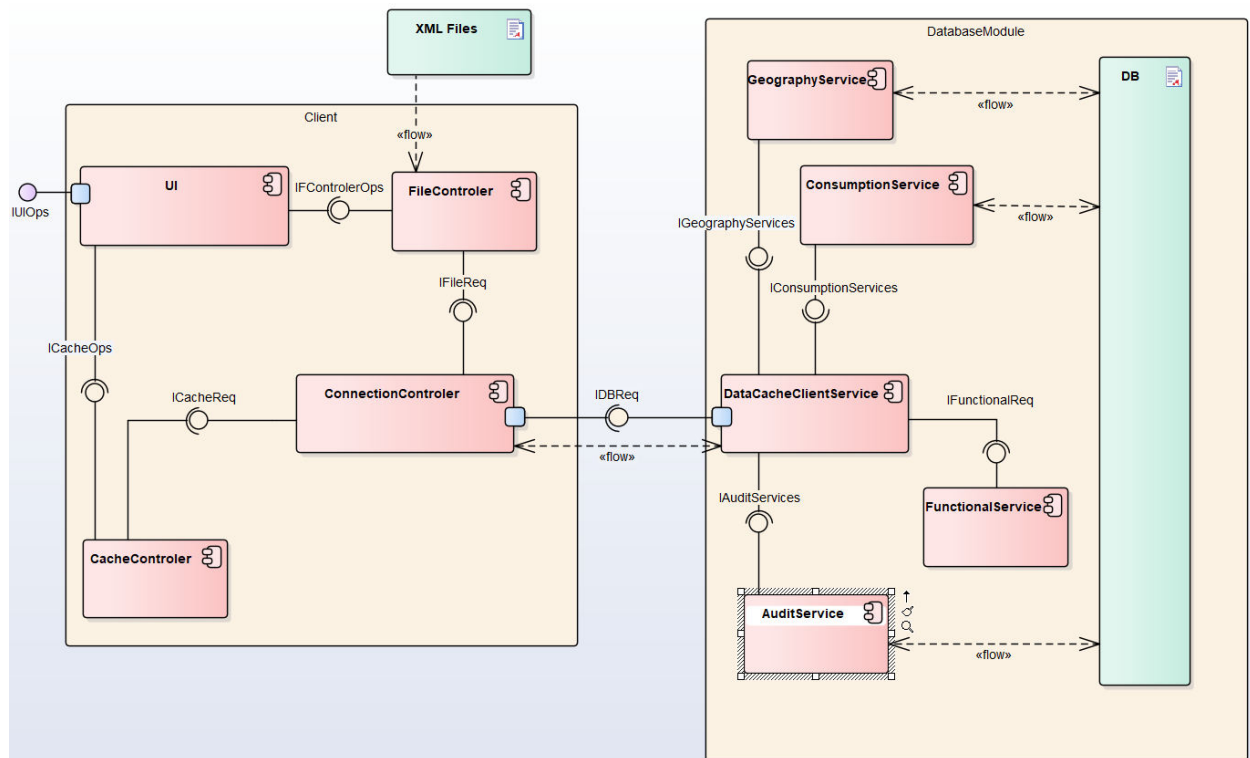 XML Files
DatabaseModule
GeographyService
DB
«flow»
Client
«flow»
UI
IFControlerOps
FileControler
ConsumptionService
«flow»
IUIOps
IGeographyServices
IFileReq
IConsumptionServices
ICacheOps
ICacheReq
ConnectionControler
IDBReq
DataCacheClientService
IFunctionalReq
«flow»
IAuditServices
FunctionalService
CacheControler
AuditService
«flow»